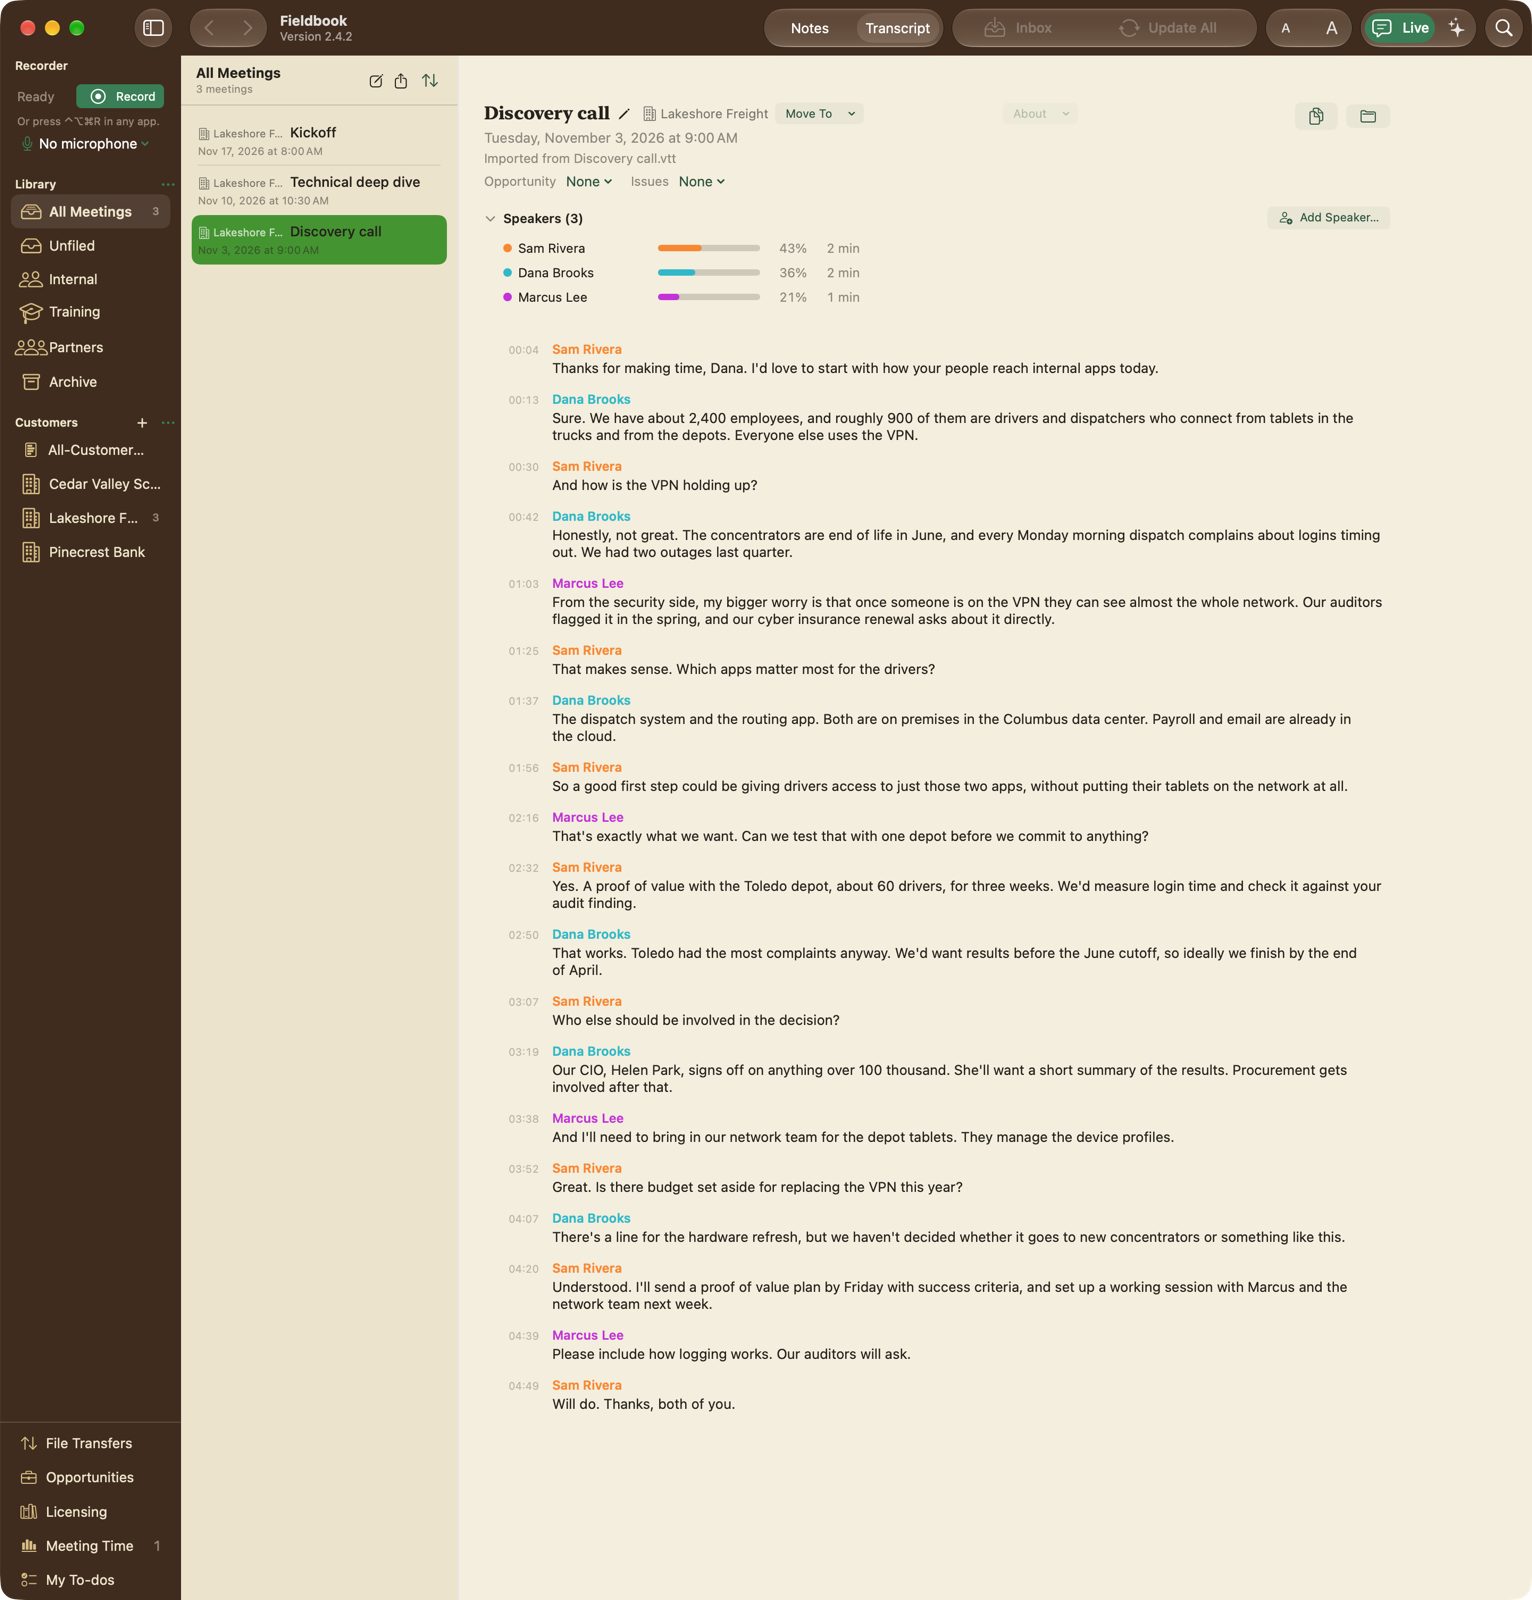 Fieldbook
Version 2.4.2
Notes
Transcript
Inbox
Update All
A
A
Live
Recorder
Ready
Record
Or press ^⌥⌘R in any app.
No microphone
Library
All Meetings 3
Unfiled
Internal
Training
Partners
Archive
Customers
All-Customer...
Cedar Valley Sc...
Lakeshore F... 3
Pinecrest Bank
File Transfers
Opportunities
Licensing
Meeting Time 1
My To-dos
All Meetings
3 meetings
Lakeshore F... Kickoff
Nov 17, 2026 at 8:00 AM
Lakeshore F... Technical deep dive
Nov 10, 2026 at 10:30 AM
Lakeshore F... Discovery call
Nov 3, 2026 at 9:00 AM
Discovery call Lakeshore Freight Move To About
Tuesday, November 3, 2026 at 9:00 AM
Imported from Discovery call.vtt
Opportunity None Issues None
Speakers (3) Add Speaker...
Sam Rivera 43% 2 min
Dana Brooks 36% 2 min
Marcus Lee 21% 1 min
00:04 Sam Rivera
Thanks for making time, Dana. I'd love to start with how your people reach internal apps today.
00:13 Dana Brooks
Sure. We have about 2,400 employees, and roughly 900 of them are drivers and dispatchers who connect from tablets in the
trucks and from the depots. Everyone else uses the VPN.
00:30 Sam Rivera
And how is the VPN holding up?
00:42 Dana Brooks
Honestly, not great. The concentrators are end of life in June, and every Monday morning dispatch complains about logins timing
out. We had two outages last quarter.
01:03 Marcus Lee
From the security side, my bigger worry is that once someone is on the VPN they can see almost the whole network. Our auditors
flagged it in the spring, and our cyber insurance renewal asks about it directly.
01:25 Sam Rivera
That makes sense. Which apps matter most for the drivers?
01:37 Dana Brooks
The dispatch system and the routing app. Both are on premises in the Columbus data center. Payroll and email are already in
the cloud.
01:56 Sam Rivera
So a good first step could be giving drivers access to just those two apps, without putting their tablets on the network at all.
02:16 Marcus Lee
That's exactly what we want. Can we test that with one depot before we commit to anything?
02:32 Sam Rivera
Yes. A proof of value with the Toledo depot, about 60 drivers, for three weeks. We'd measure login time and check it against your
audit finding.
02:50 Dana Brooks
That works. Toledo had the most complaints anyway. We'd want results before the June cutoff, so ideally we finish by the end
of April.
03:07 Sam Rivera
Who else should be involved in the decision?
03:19 Dana Brooks
Our CIO, Helen Park, signs off on anything over 100 thousand. She'll want a short summary of the results. Procurement gets
involved after that.
03:38 Marcus Lee
And I'll need to bring in our network team for the depot tablets. They manage the device profiles.
03:52 Sam Rivera
Great. Is there budget set aside for replacing the VPN this year?
04:07 Dana Brooks
There's a line for the hardware refresh, but we haven't decided whether it goes to new concentrators or something like this.
04:20 Sam Rivera
Understood. I'll send a proof of value plan by Friday with success criteria, and set up a working session with Marcus and the
network team next week.
04:39 Marcus Lee
Please include how logging works. Our auditors will ask.
04:49 Sam Rivera
Will do. Thanks, both of you.